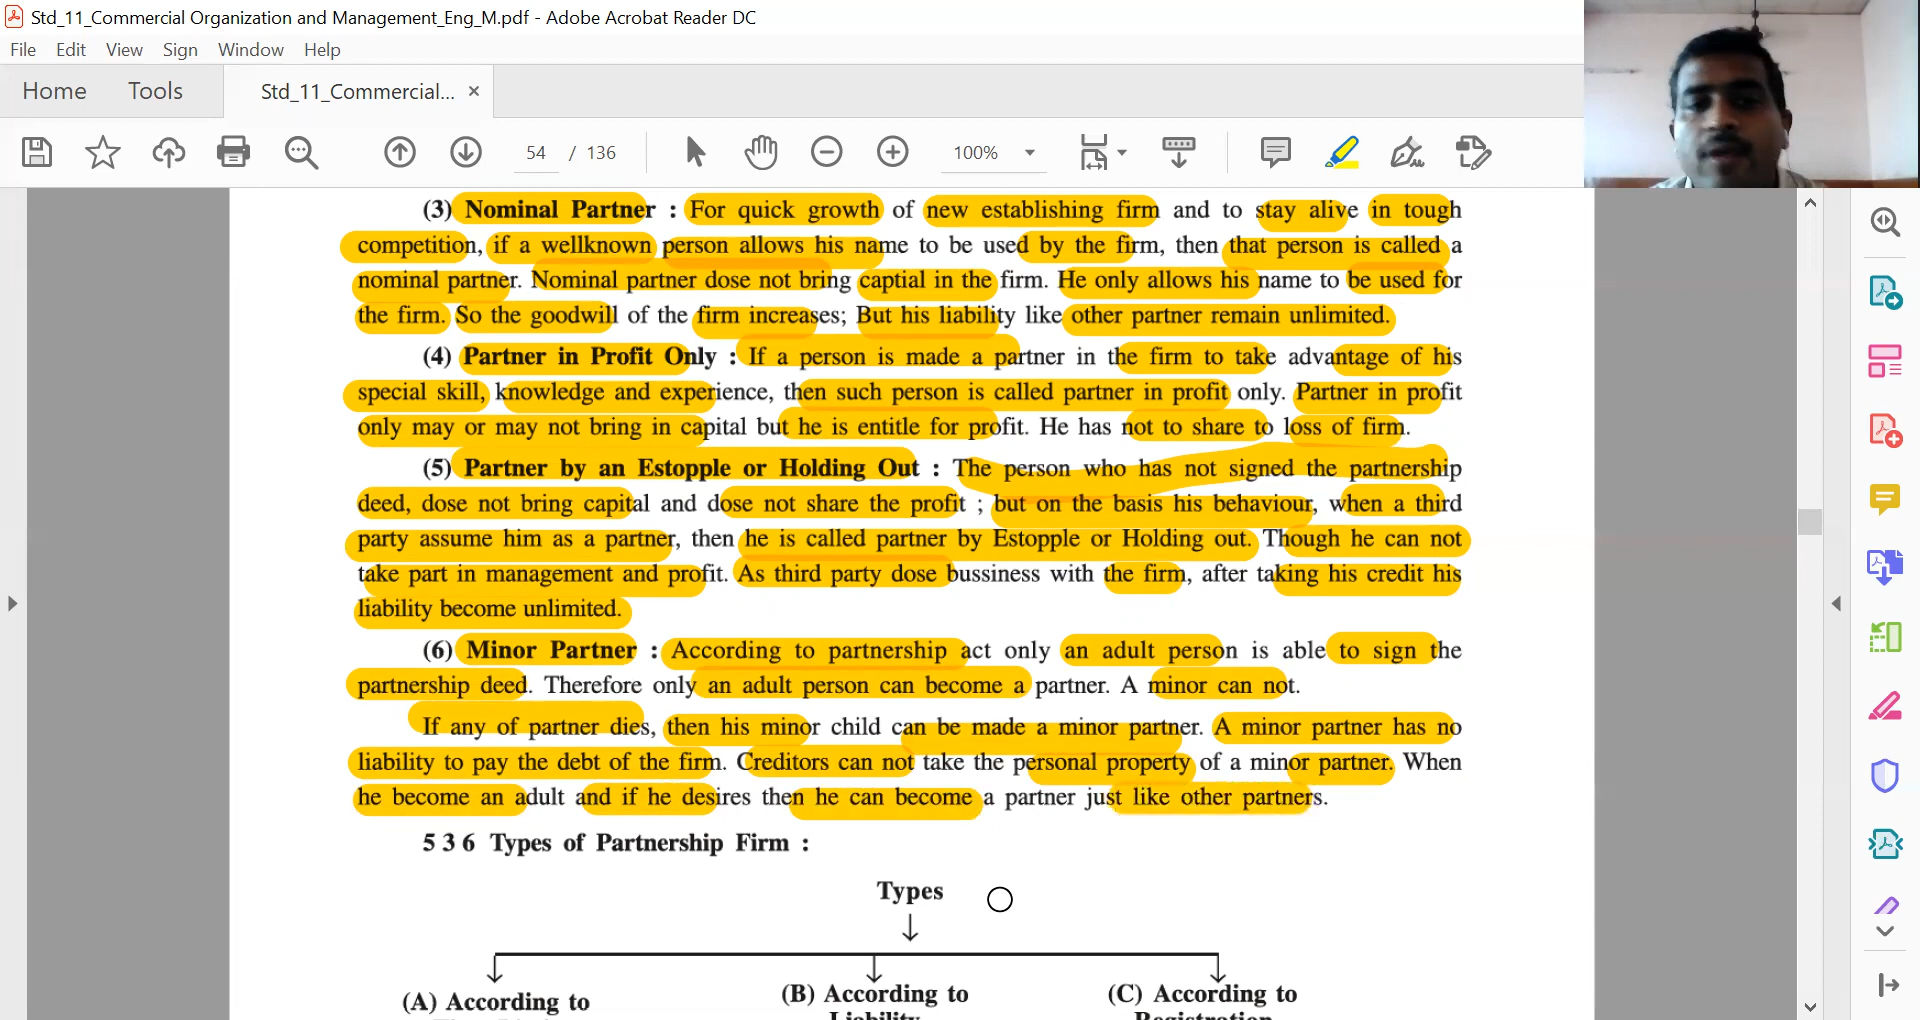 Std_11_Commercial Organization and Management_Eng_M.pdf - Adobe Acrobat Reader DC
File Edit View Sign Window Help
Home Tools Std_11_Commercial... ×
54 / 136 100%
(3) Nominal Partner : For quick growth of new establishing firm and to stay alive in tough
competition, if a wellknown person allows his name to be used by the firm, then that person is called a
nominal partner. Nominal partner dose not bring captial in the firm. He only allows his name to be used for
the firm. So the goodwill of the firm increases; But his liability like other partner remain unlimited.
(4) Partner in Profit Only : If a person is made a partner in the firm to take advantage of his
special skill, knowledge and experience, then such person is called partner in profit only. Partner in profit
only may or may not bring in capital but he is entitle for profit. He has not to share to loss of firm.
(5) Partner by an Estopple or Holding Out : The person who has not signed the partnership
deed, dose not bring capital and dose not share the profit ; but on the basis his behaviour, when a third
party assume him as a partner, then he is called partner by Estopple or Holding out. Though he can not
take part in management and profit. As third party dose bussiness with the firm, after taking his credit his
liability become unlimited.
(6) Minor Partner : According to partnership act only an adult person is able to sign the
partnership deed. Therefore only an adult person can become a partner. A minor can not.
If any of partner dies, then his minor child can be made a minor partner. A minor partner has no
liability to pay the debt of the firm. Creditors can not take the personal property of a minor partner. When
he become an adult and if he desires then he can become a partner just like other partners.
5 3 6 Types of Partnership Firm :
Types
(A) According to (B) According to (C) According to
Liability Registration